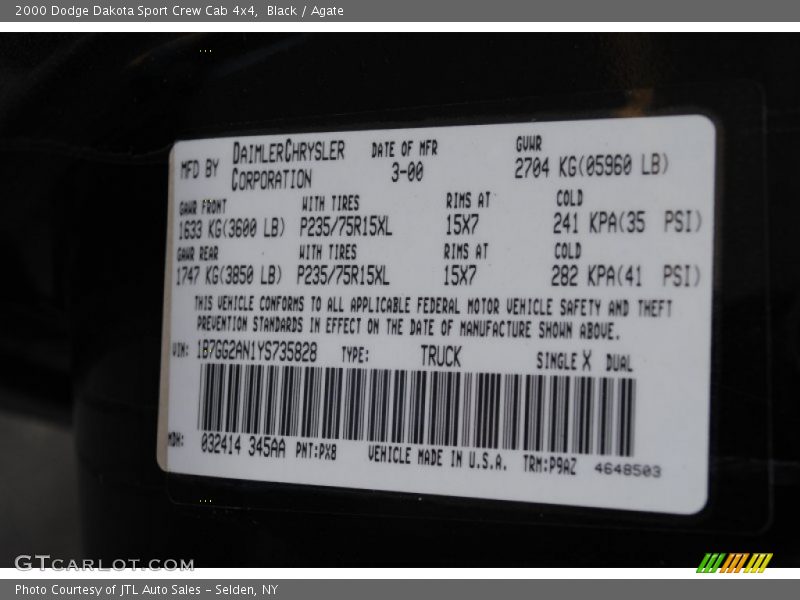 2000 Dodge Dakota Sport Crew Cab 4x4, Black / Agate
MFD BY DAIMLERCHRYSLER CORPORATION
DATE OF MFR 3-00
GVWR 2704 KG(05960 LB)
GAWR FRONT WITH TIRES RIMS AT COLD
1633 KG(3600 LB) P235/75R15XL 15X7 241 KPA(35 PSI)
GAWR REAR WITH TIRES RIMS AT COLD
1747 KG(3850 LB) P235/75R15XL 15X7 282 KPA(41 PSI)
THIS VEHICLE CONFORMS TO ALL APPLICABLE FEDERAL MOTOR VEHICLE SAFETY AND THEFT
PREVENTION STANDARDS IN EFFECT ON THE DATE OF MANUFACTURE SHOWN ABOVE.
VIN: 1B7GG2AN1YS735828 TYPE: TRUCK SINGLE X DUAL
MDH: 032414 345AA PNT:PX8 VEHICLE MADE IN U.S.A. TRM:P9AZ 4648503
GTCARLOT.COM
Photo Courtesy of JTL Auto Sales – Selden, NY